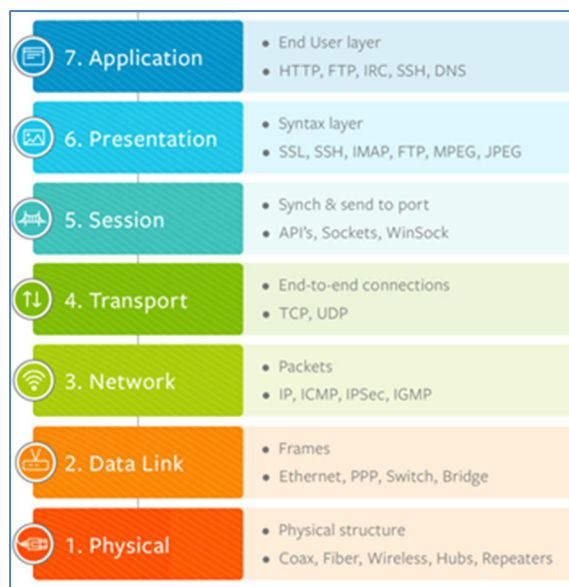 7. Application
• End User layer
• HTTP, FTP, IRC, SSH, DNS
6. Presentation
• Syntax layer
• SSL, SSH, IMAP, FTP, MPEG, JPEG
5. Session
• Synch & send to port
• API's, Sockets, WinSock
4. Transport
• End-to-end connections
• TCP, UDP
3. Network
• Packets
• IP, ICMP, IPSec, IGMP
2. Data Link
• Frames
• Ethernet, PPP, Switch, Bridge
1. Physical
• Physical structure
• Coax, Fiber, Wireless, Hubs, Repeaters